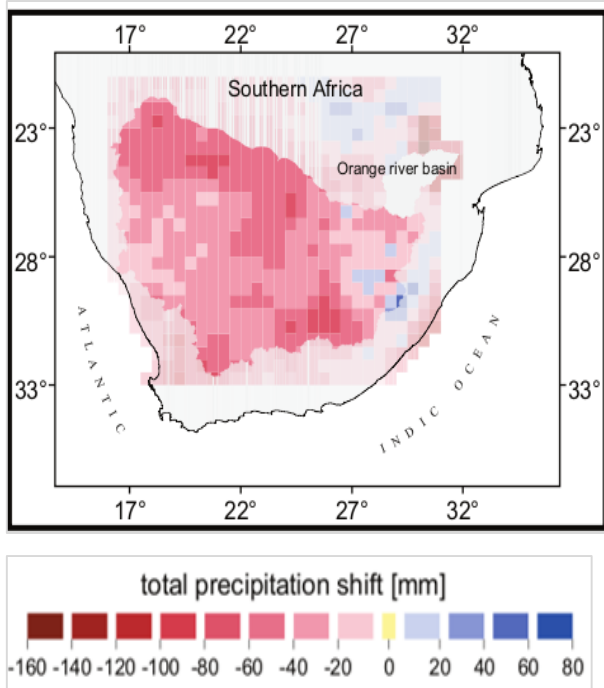 17° 22° 27° 32°
Southern Africa
23° 23°
Orange river basin
28° 28°
ATLANTIC
INDIC OCEAN
33° 33°
17° 22° 27° 32°
total precipitation shift [mm]
-160 -140 -120 -100 -80 -60 -40 -20 0 20 40 60 80